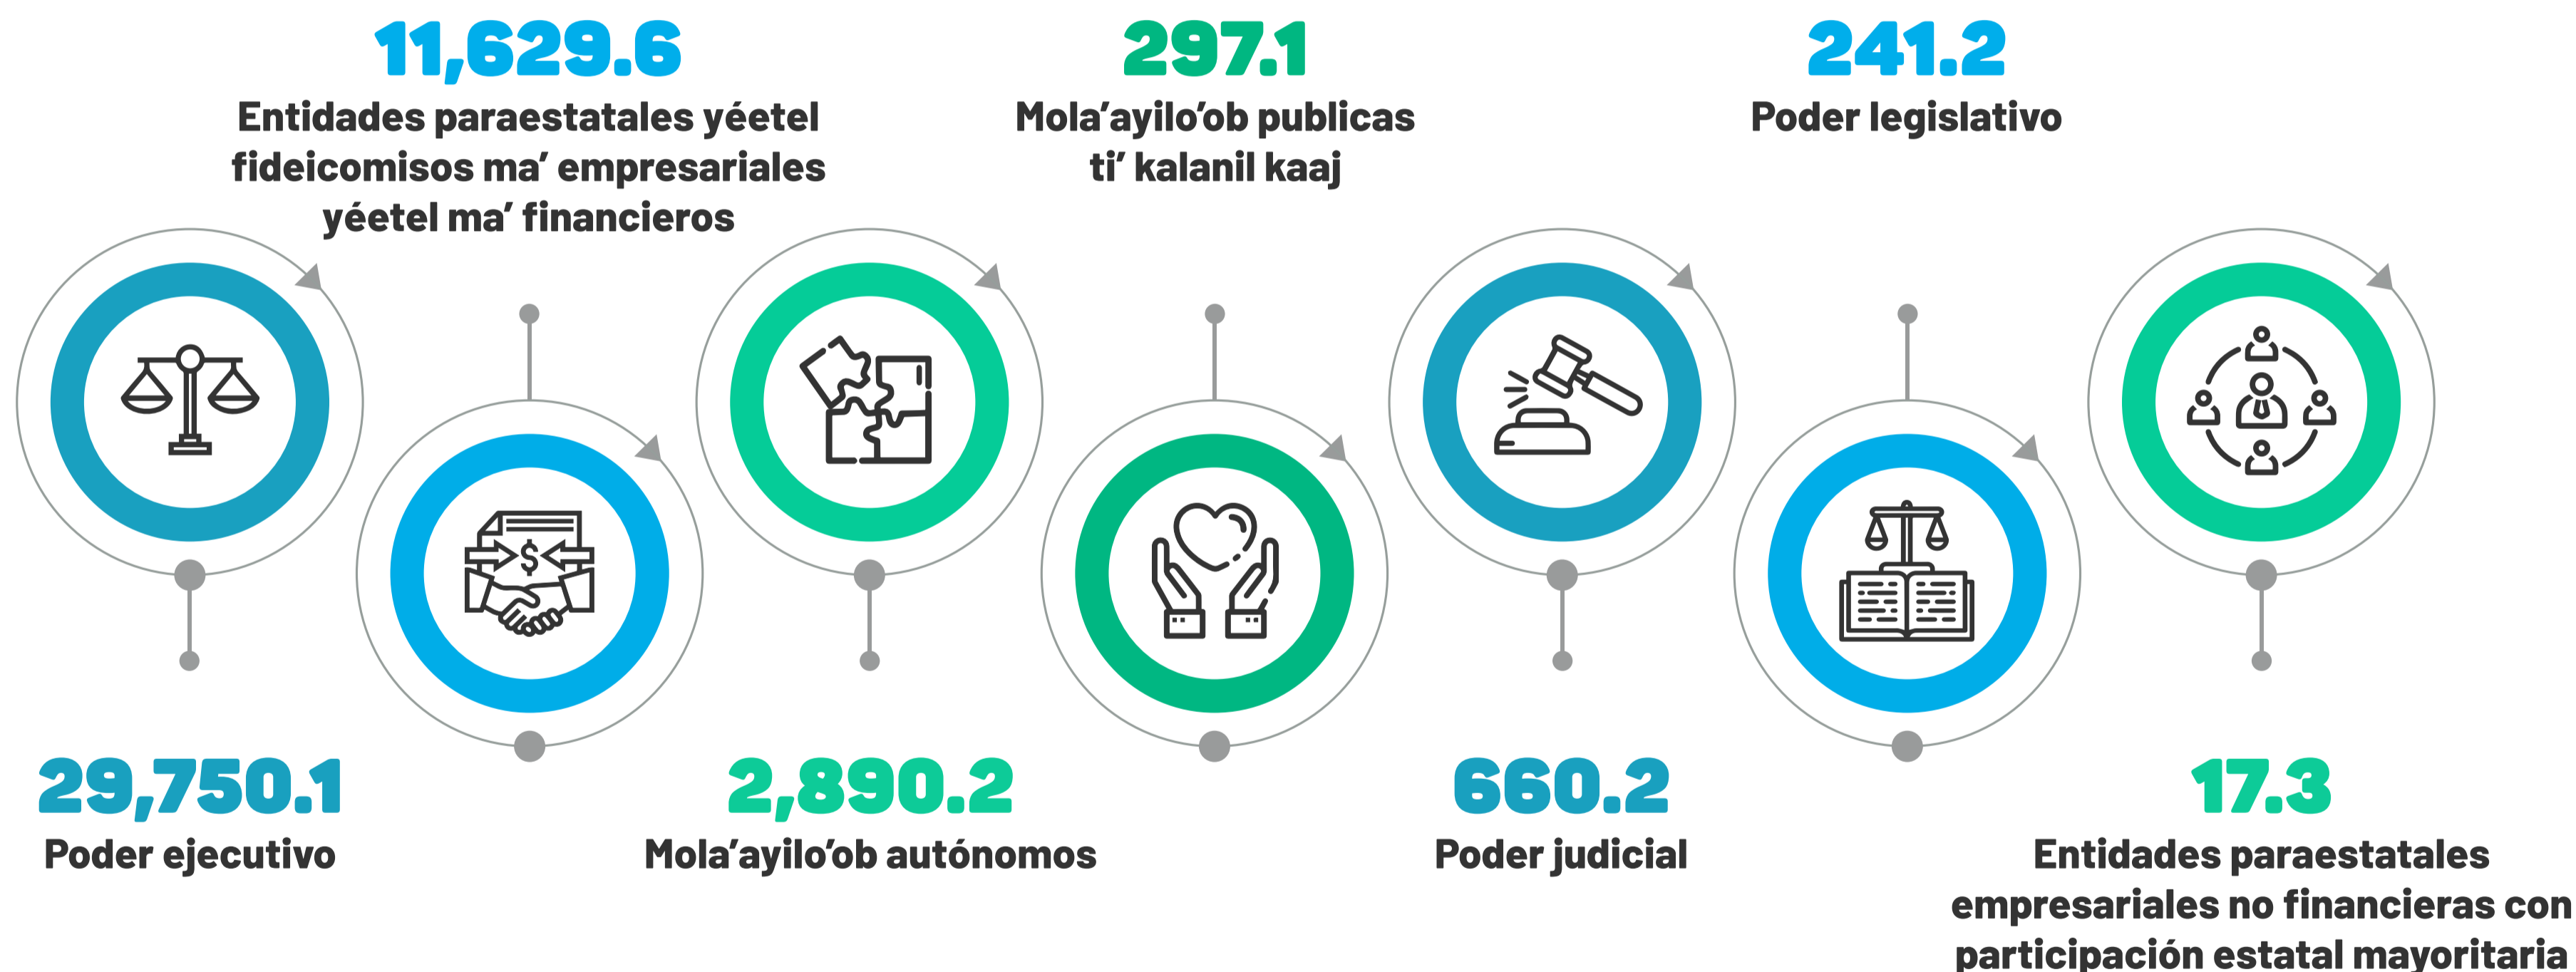 11,629.6
Entidades paraestatales yéetel
fideicomisos ma’ empresariales
yéetel ma’ financieros
297.1
Mola’ayilo’ob publicas
ti’ kalanil kaaj
241.2
Poder legislativo
29,750.1
Poder ejecutivo
2,890.2
Mola’ayilo’ob autónomos
660.2
Poder judicial
17.3
Entidades paraestatales
empresariales no financieras con
participación estatal mayoritaria
$